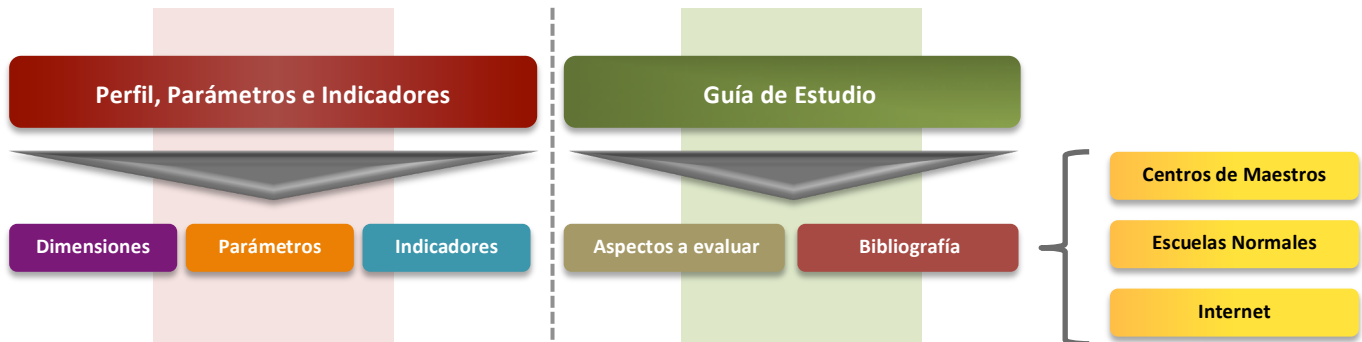 Perfil, Parámetros e Indicadores
Guía de Estudio
Dimensiones
Parámetros
Indicadores
Aspectos a evaluar
Bibliografía
Centros de Maestros
Escuelas Normales
Internet